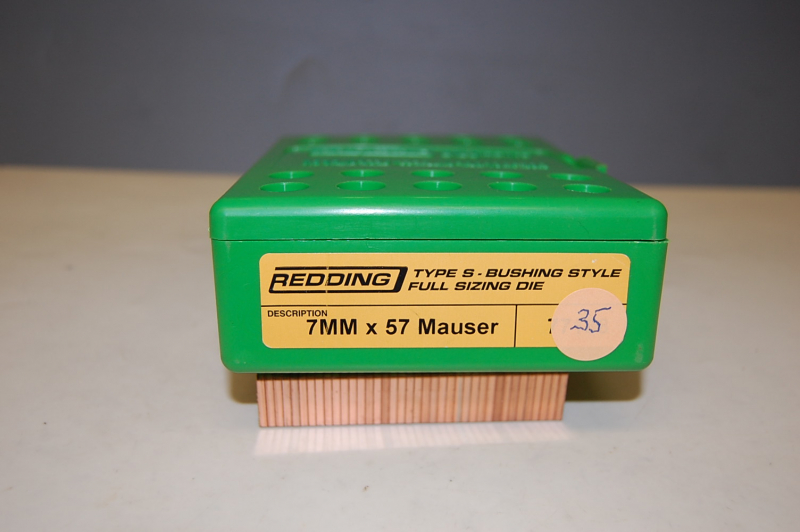 REDDING
TYPE S - BUSHING STYLE
FULL SIZING DIE
DESCRIPTION
7MM x 57 Mauser
35